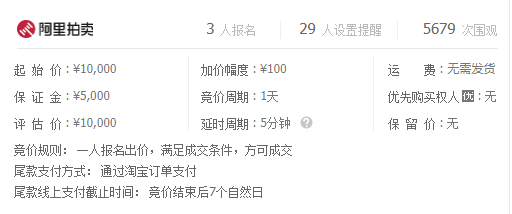 阿里拍卖 3 人报名 29 人设置提醒 5679 次围观
起 始 价 : ¥10,000 加价幅度 : ¥100 运 费 : 无需发货
保 证 金 : ¥5,000 竞价周期 : 1天 优先购买权人 优 : 无
评 估 价 : ¥10,000 延时周期 : 5分钟 ? 保 留 价 : 无
竞价规则: 一人报名出价，满足成交条件，方可成交
尾款支付方式: 通过淘宝订单支付
尾款线上支付截止时间: 竞价结束后7个自然日